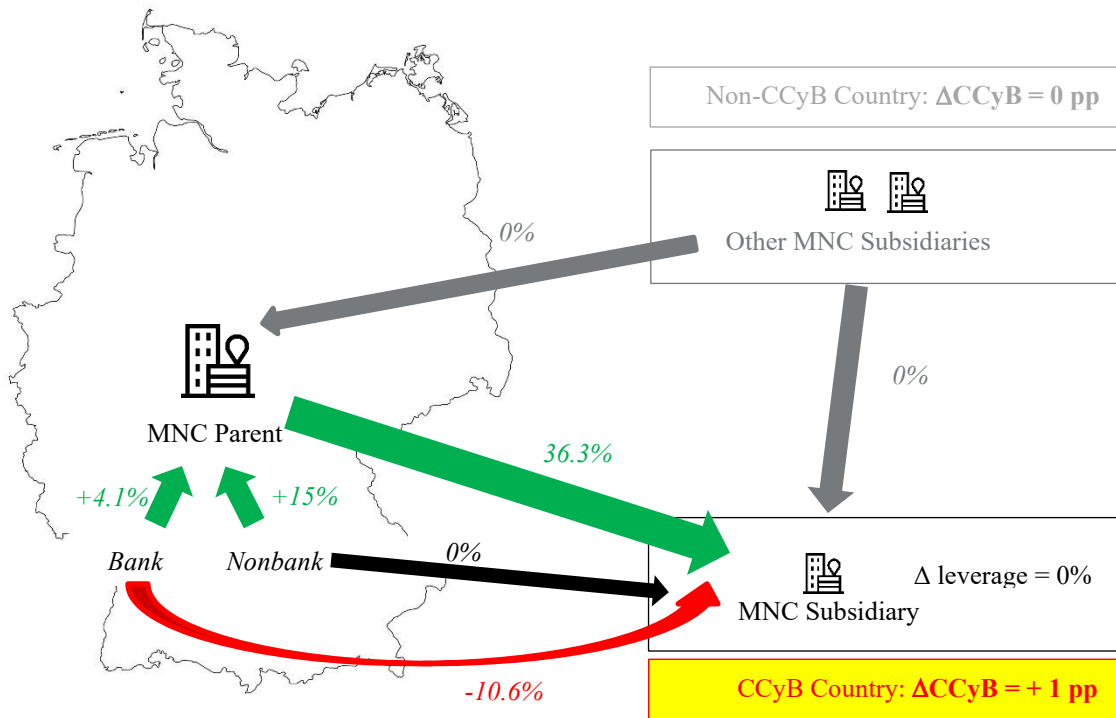 Non-CCyB Country: ΔCCyB = 0 pp
Other MNC Subsidiaries
0%
0%
MNC Parent
36.3%
+4.1%
+15%
Bank
Nonbank
0%
Δ leverage = 0%
MNC Subsidiary
-10.6%
CCyB Country: ΔCCyB = + 1 pp